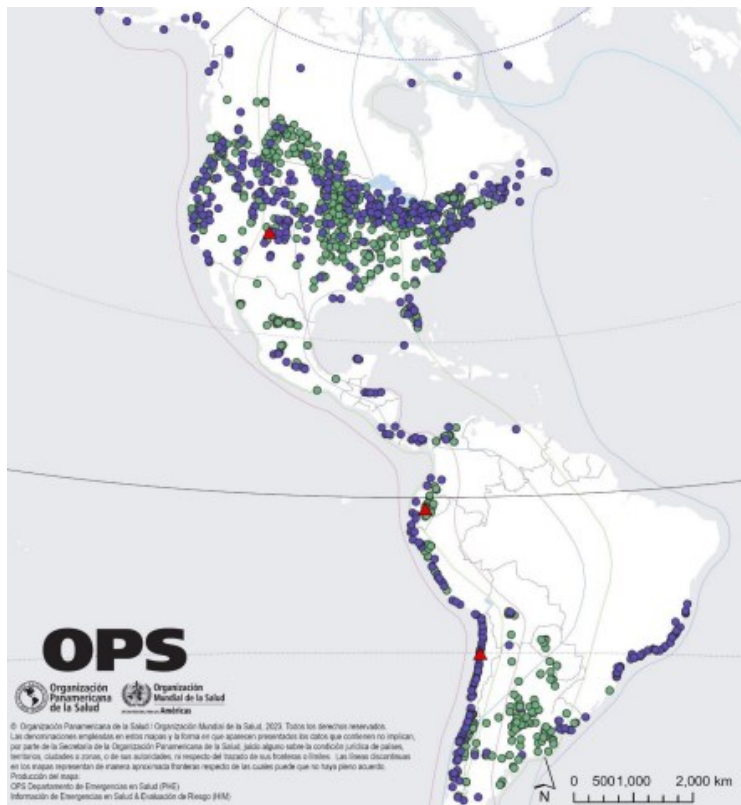 OPS
Organización
Panamericana
de la Salud
Organización
Mundial de la Salud
Américas
© Organización Panamericana de la Salud / Organización Mundial de la Salud, 2023. Todos los derechos reservados.
Las denominaciones empleadas en estos mapas y la forma en que aparecen presentados los datos que contienen no implican,
por parte de la Secretaría de la Organización Panamericana de la Salud, juicio alguno sobre la condición jurídica de países,
territorios, ciudades o zonas, o de sus autoridades, ni respecto del trazado de sus fronteras o límites. Las líneas discontinuas
en los mapas representan de manera aproximada fronteras respecto de las cuales puede que no haya pleno acuerdo.
Producción del mapa:
OPS Departamento de Emergencias en Salud (PHE)
Información de Emergencias en Salud & Evaluación de Riesgo (HIM)
N
0 500 1,000 2,000 km